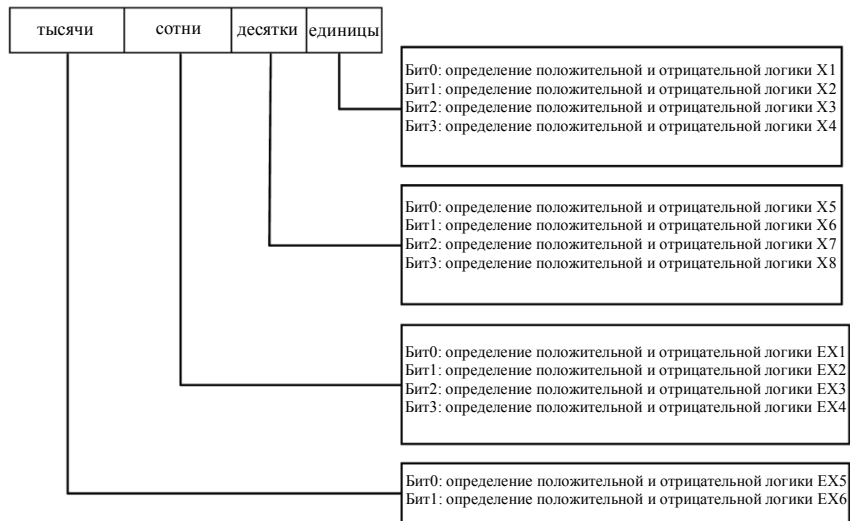 тысячи сотни десятки единицы
Бит0: определение положительной и отрицательной логики X1
Бит1: определение положительной и отрицательной логики X2
Бит2: определение положительной и отрицательной логики X3
Бит3: определение положительной и отрицательной логики X4
Бит0: определение положительной и отрицательной логики X5
Бит1: определение положительной и отрицательной логики X6
Бит2: определение положительной и отрицательной логики X7
Бит3: определение положительной и отрицательной логики X8
Бит0: определение положительной и отрицательной логики EX1
Бит1: определение положительной и отрицательной логики EX2
Бит2: определение положительной и отрицательной логики EX3
Бит3: определение положительной и отрицательной логики EX4
Бит0: определение положительной и отрицательной логики EX5
Бит1: определение положительной и отрицательной логики EX6